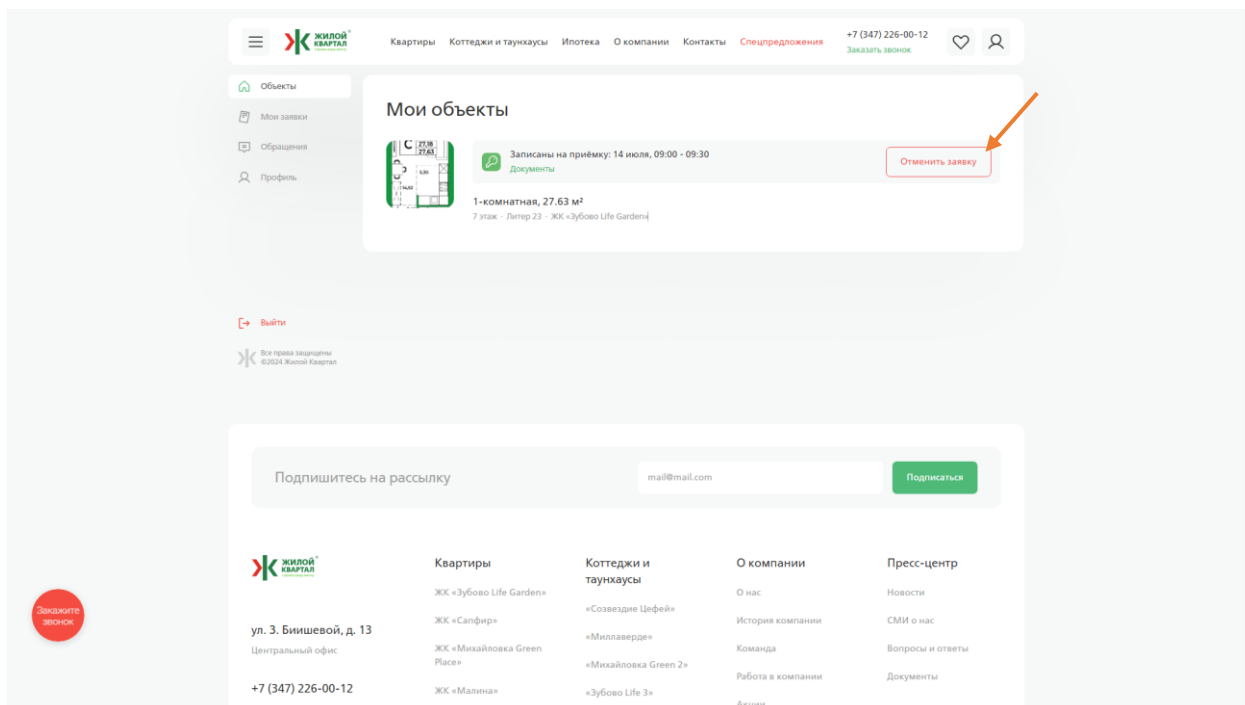 ЖИЛОЙ
КВАРТАЛ
Квартиры Коттеджи и таунхаусы Ипотека О компании Контакты Спецпредложения
+7 (347) 226-00-12
Заказать звонок
Объекты
Мои заявки
Обращения
Профиль
Мои объекты
С 27,18
27,63
Записаны на приёмку: 14 июля, 09:00 - 09:30
Документы
Отменить заявку
1-комнатная, 27.63 м²
7 этаж · Литер 23 · ЖК «Зубово Life Garden»
Выйти
Все права защищены
©2024 Жилой Квартал
Подпишитесь на рассылку
mail@mail.com
Подписаться
ЖИЛОЙ
КВАРТАЛ
ул. З. Биишевой, д. 13
Центральный офис
+7 (347) 226-00-12
Квартиры
ЖК «Зубово Life Garden»
ЖК «Сапфир»
ЖК «Михайловка Green
Place»
ЖК «Малина»
Коттеджи и
таунхаусы
«Созвездие Цефей»
«Миллаверде»
«Михайловка Green 2»
«Зубово Life 3»
О компании
О нас
История компании
Команда
Работа в компании
Акции
Пресс-центр
Новости
СМИ о нас
Вопросы и ответы
Документы
Закажите
звонок